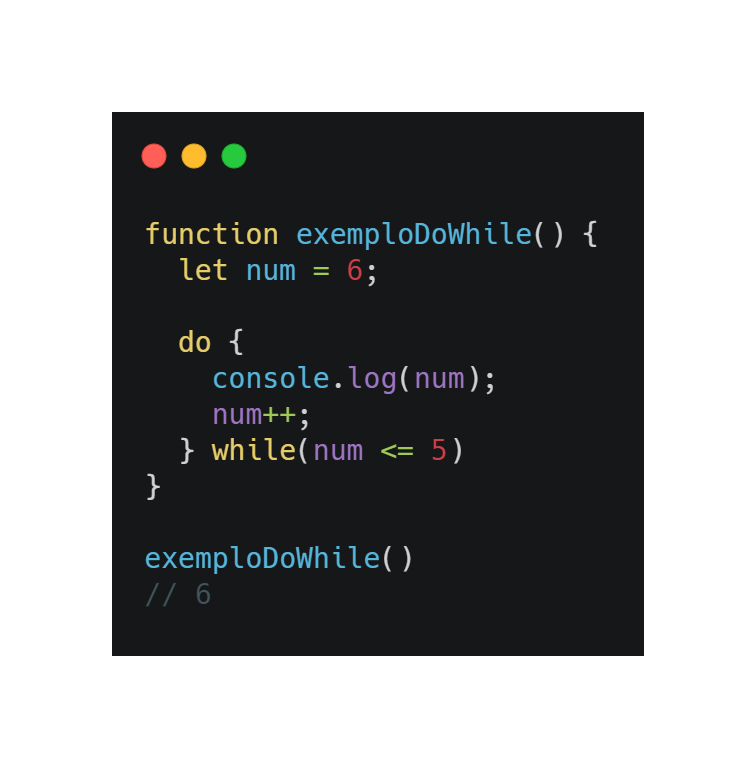 function exemploDoWhile() {
  let num = 6;

  do {
    console.log(num);
    num++;
  } while(num <= 5)
}

exemploDoWhile()
// 6